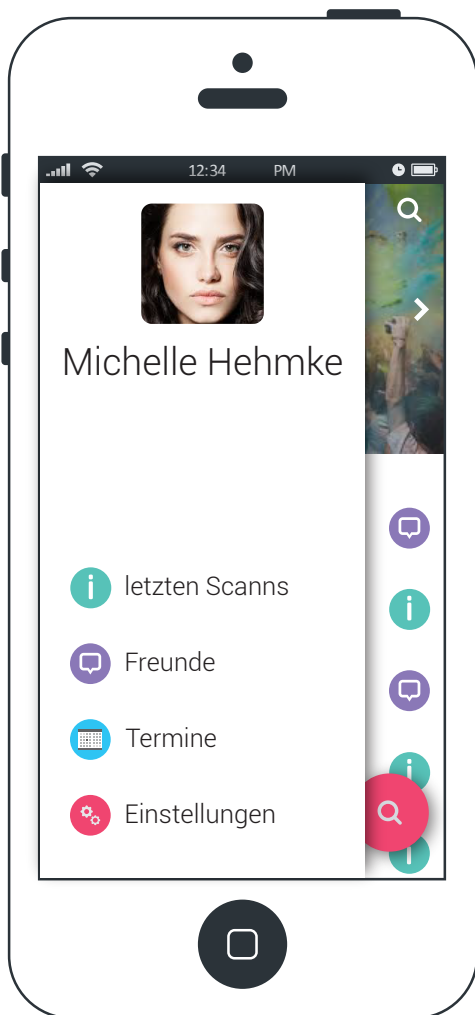 12:34 PM
Michelle Hehmke
letzten Scanns
Freunde
Termine
Einstellungen